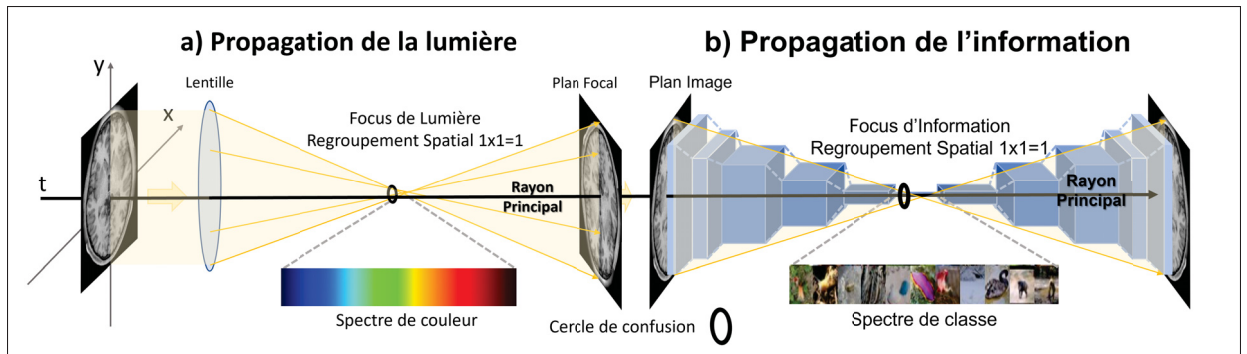 a) Propagation de la lumière
b) Propagation de l'information
y
Lentille
Plan Focal
Plan Image
x
Focus de Lumière
Regroupement Spatial 1x1=1
Focus d'Information
Regroupement Spatial 1x1=1
t
Rayon
Principal
Rayon
Principal
Spectre de couleur
Cercle de confusion
Spectre de classe